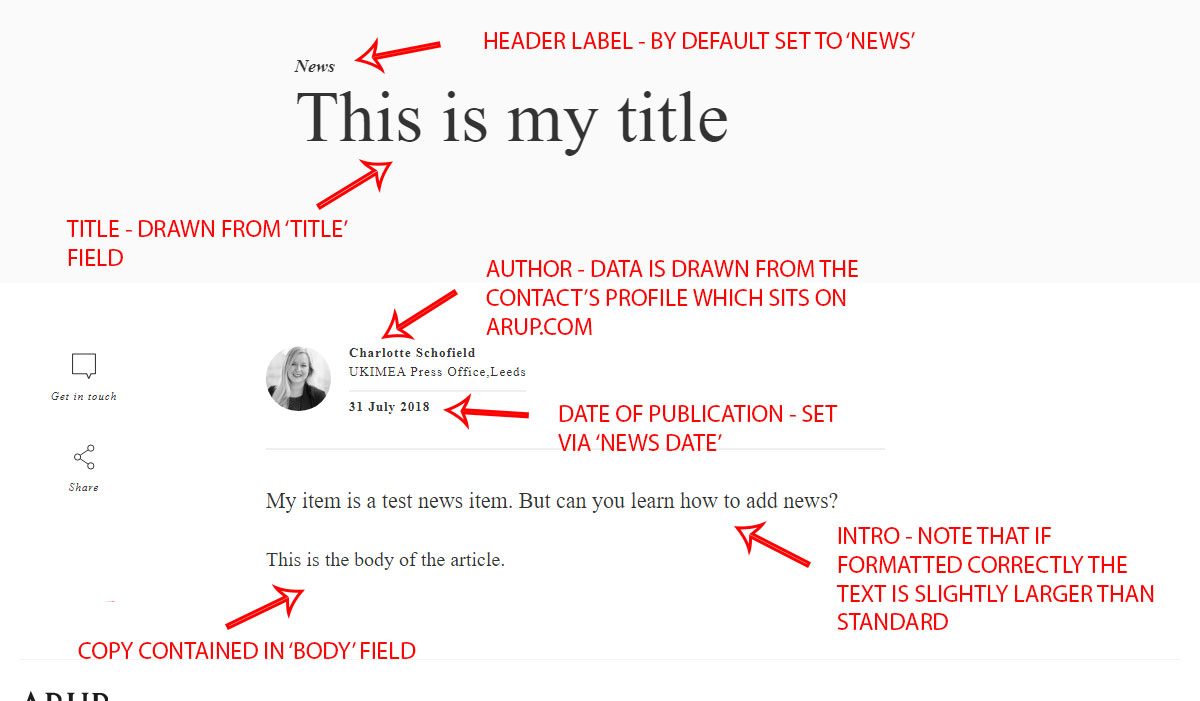 HEADER LABEL - BY DEFAULT SET TO ‘NEWS’
News
This is my title
TITLE - DRAWN FROM ‘TITLE’
FIELD
AUTHOR - DATA IS DRAWN FROM THE
CONTACT’S PROFILE WHICH SITS ON
ARUP.COM
Charlotte Schofield
UKIMEA Press Office,Leeds
31 July 2018
Get in touch
DATE OF PUBLICATION - SET
VIA ‘NEWS DATE’
Share
My item is a test news item. But can you learn how to add news?
INTRO - NOTE THAT IF
FORMATTED CORRECTLY THE
TEXT IS SLIGHTLY LARGER THAN
STANDARD
This is the body of the article.
COPY CONTAINED IN ‘BODY’ FIELD
ARUP